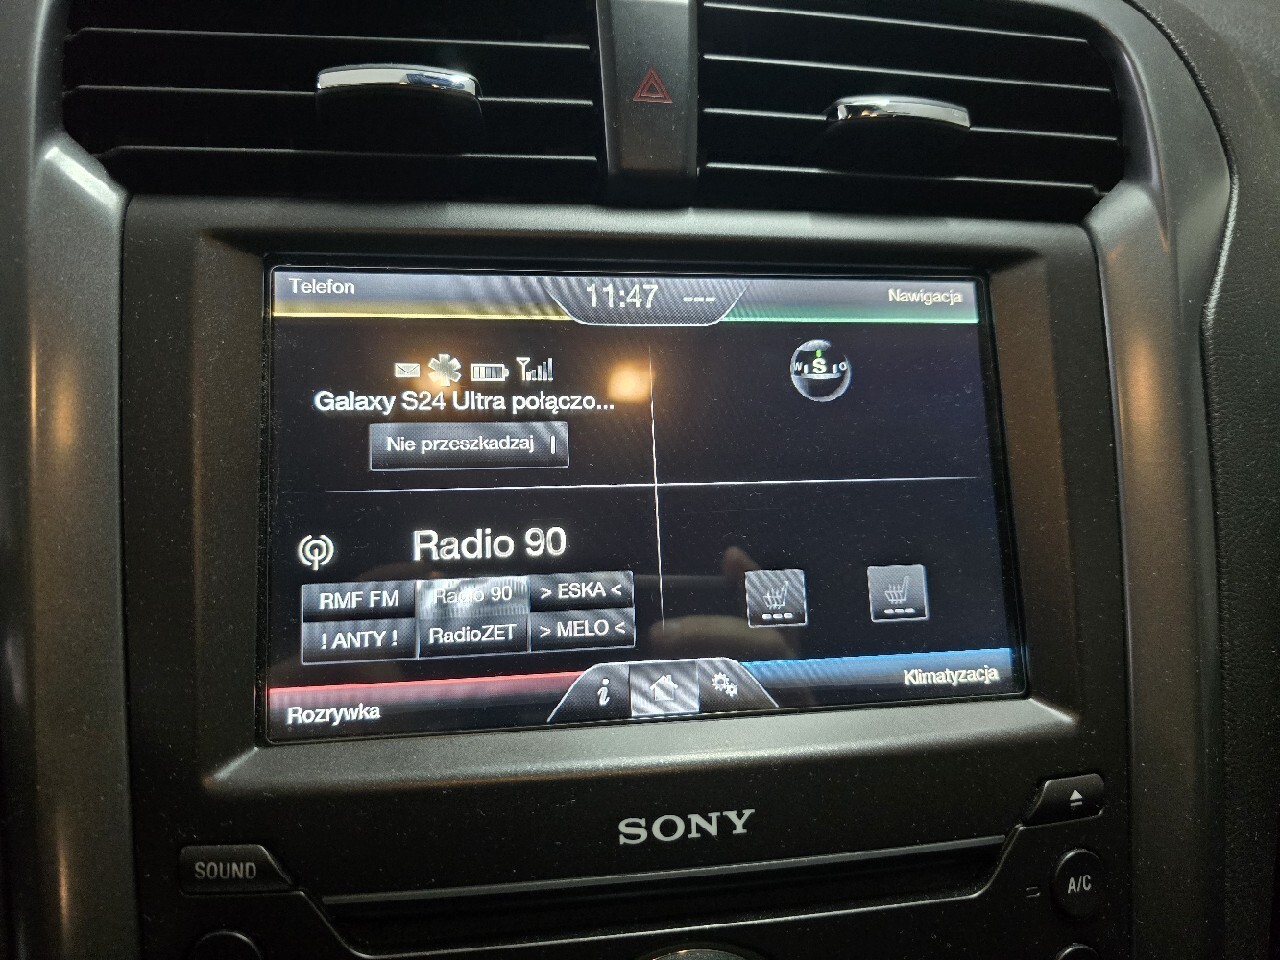 Telefon
11:47 ---
Nawigacja
Galaxy S24 Ultra połączo...
Nie przeszkadzaj
W S O
Radio 90
RMF FM
Radio 90
> ESKA <
! ANTY !
RadioZET
> MELO <
Rozrywka
i
Klimatyzacja
SONY
SOUND
A/C